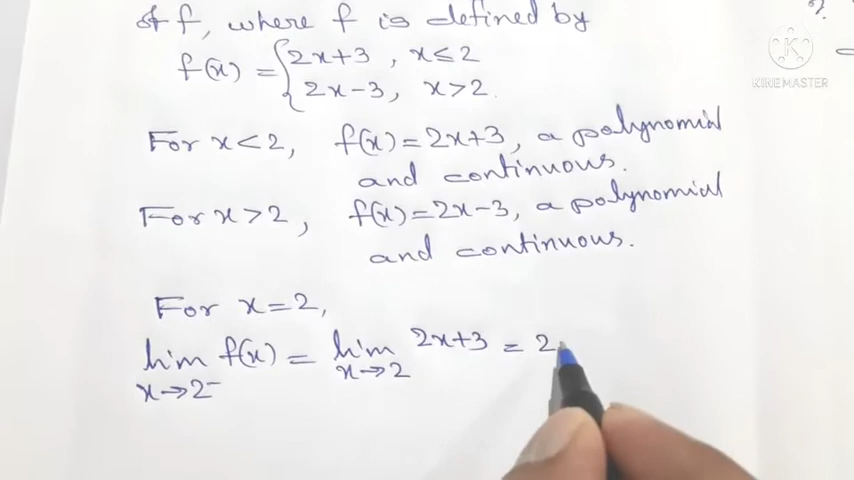 of f, where f is defined by
f(x) = { 2x+3 , x ≤ 2
2x-3, x > 2.
For x < 2, f(x) = 2x+3, a polynomial
and continuous.
For x > 2, f(x) = 2x-3, a polynomial
and continuous.
For x = 2,
lim f(x) = lim 2x+3 = 2
x→2⁻ x→2
K
KINEMASTER